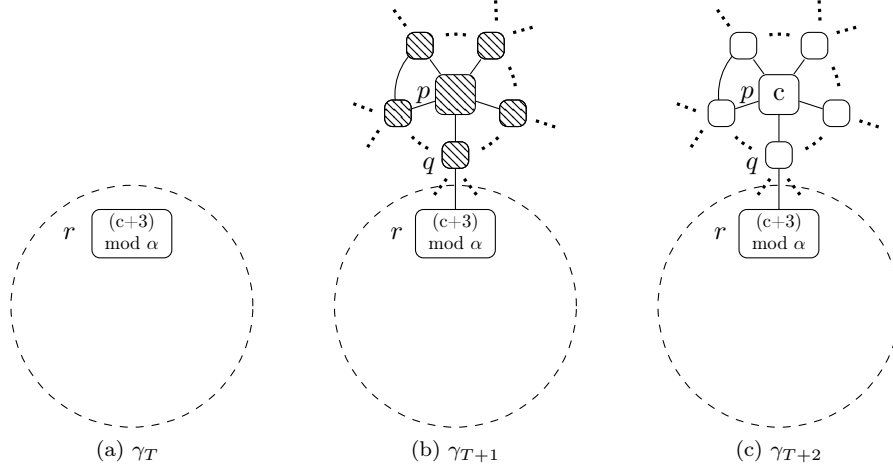 p p c
q q
r (c+3) mod α r (c+3) mod α r (c+3) mod α
(a) γ_T (b) γ_{T+1} (c) γ_{T+2}